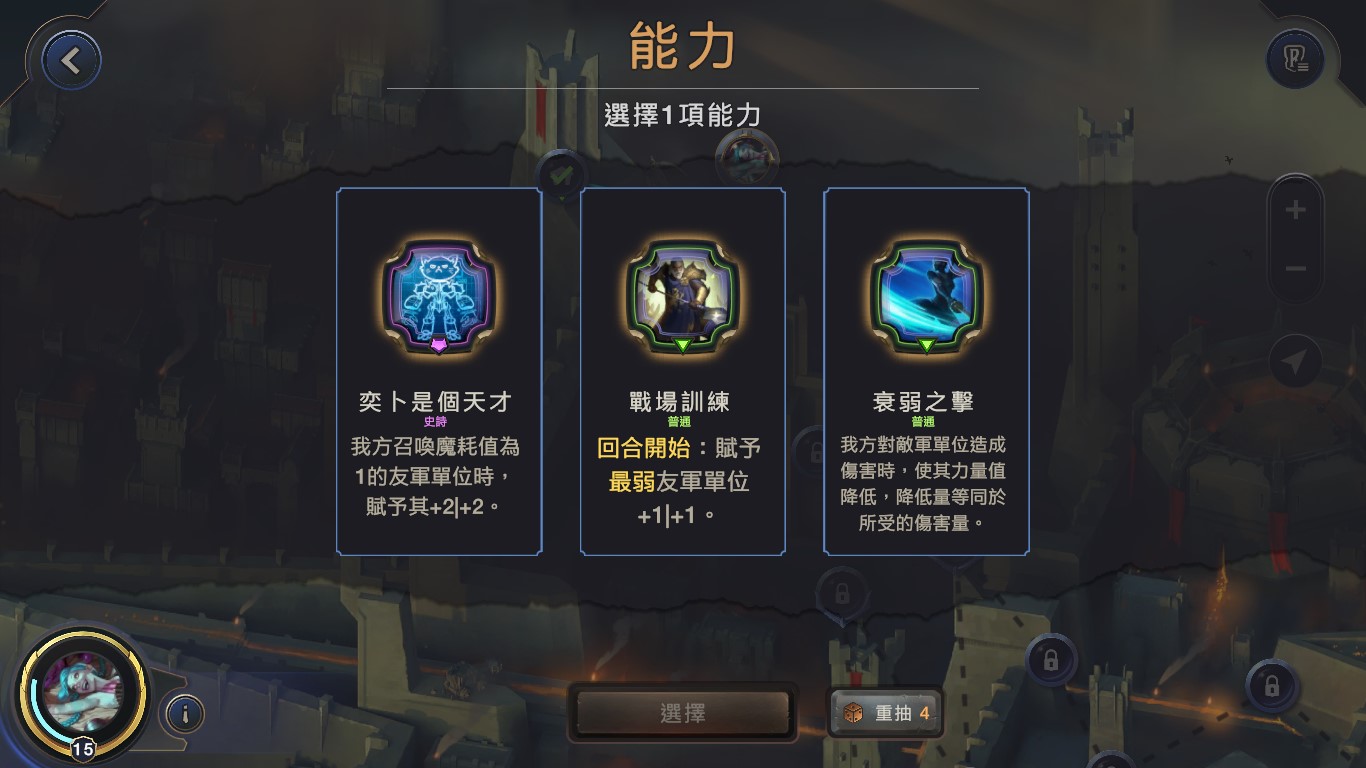 能力
選擇1項能力
奕卜是個天才
史詩
我方召喚魔耗值為
1的友軍單位時，
賦予其+2|+2。
戰場訓練
普通
回合開始：賦予
最弱友軍單位
+1|+1。
衰弱之擊
普通
我方對敵軍單位造成
傷害時，使其力量值
降低，降低量等同於
所受的傷害量。
15
選擇
重抽 4